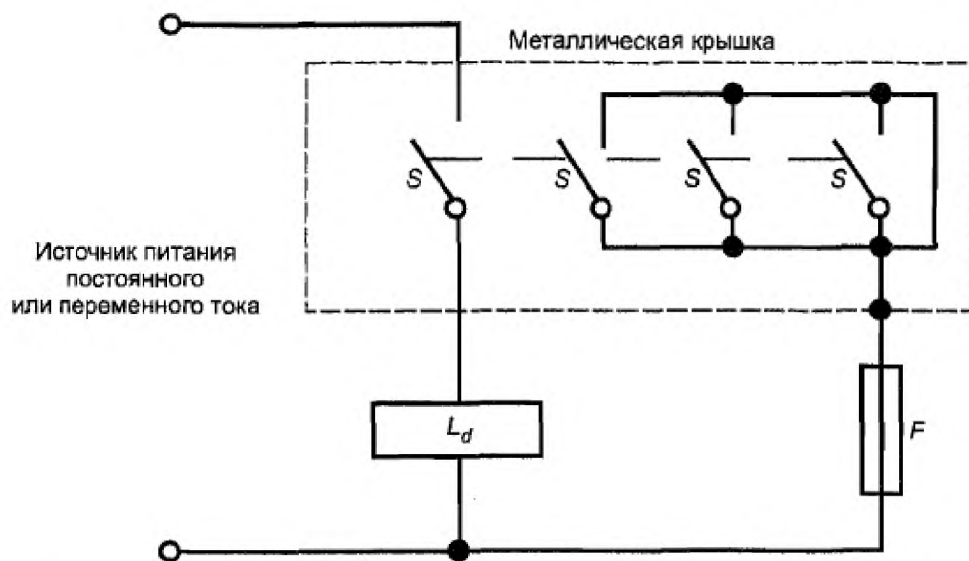 Металлическая крышка
S
S
S
S
Источник питания
постоянного
или переменного тока
L_d
F